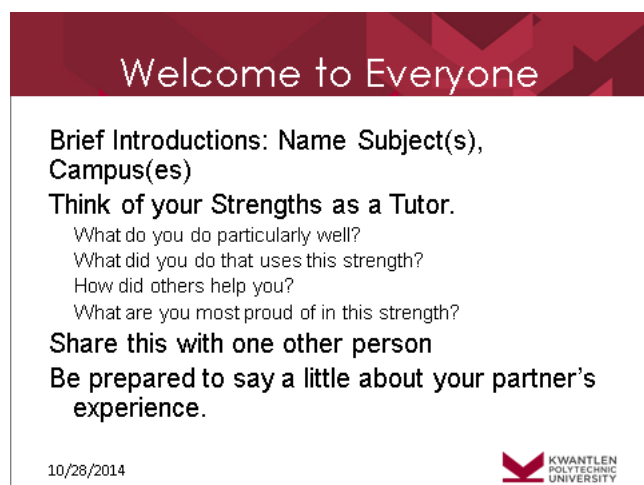 Welcome to Everyone
Brief Introductions: Name Subject(s),
Campus(es)
Think of your Strengths as a Tutor.
What do you do particularly well?
What did you do that uses this strength?
How did others help you?
What are you most proud of in this strength?
Share this with one other person
Be prepared to say a little about your partner's
experience.
10/28/2014
KWANTLEN
POLYTECHNIC
UNIVERSITY